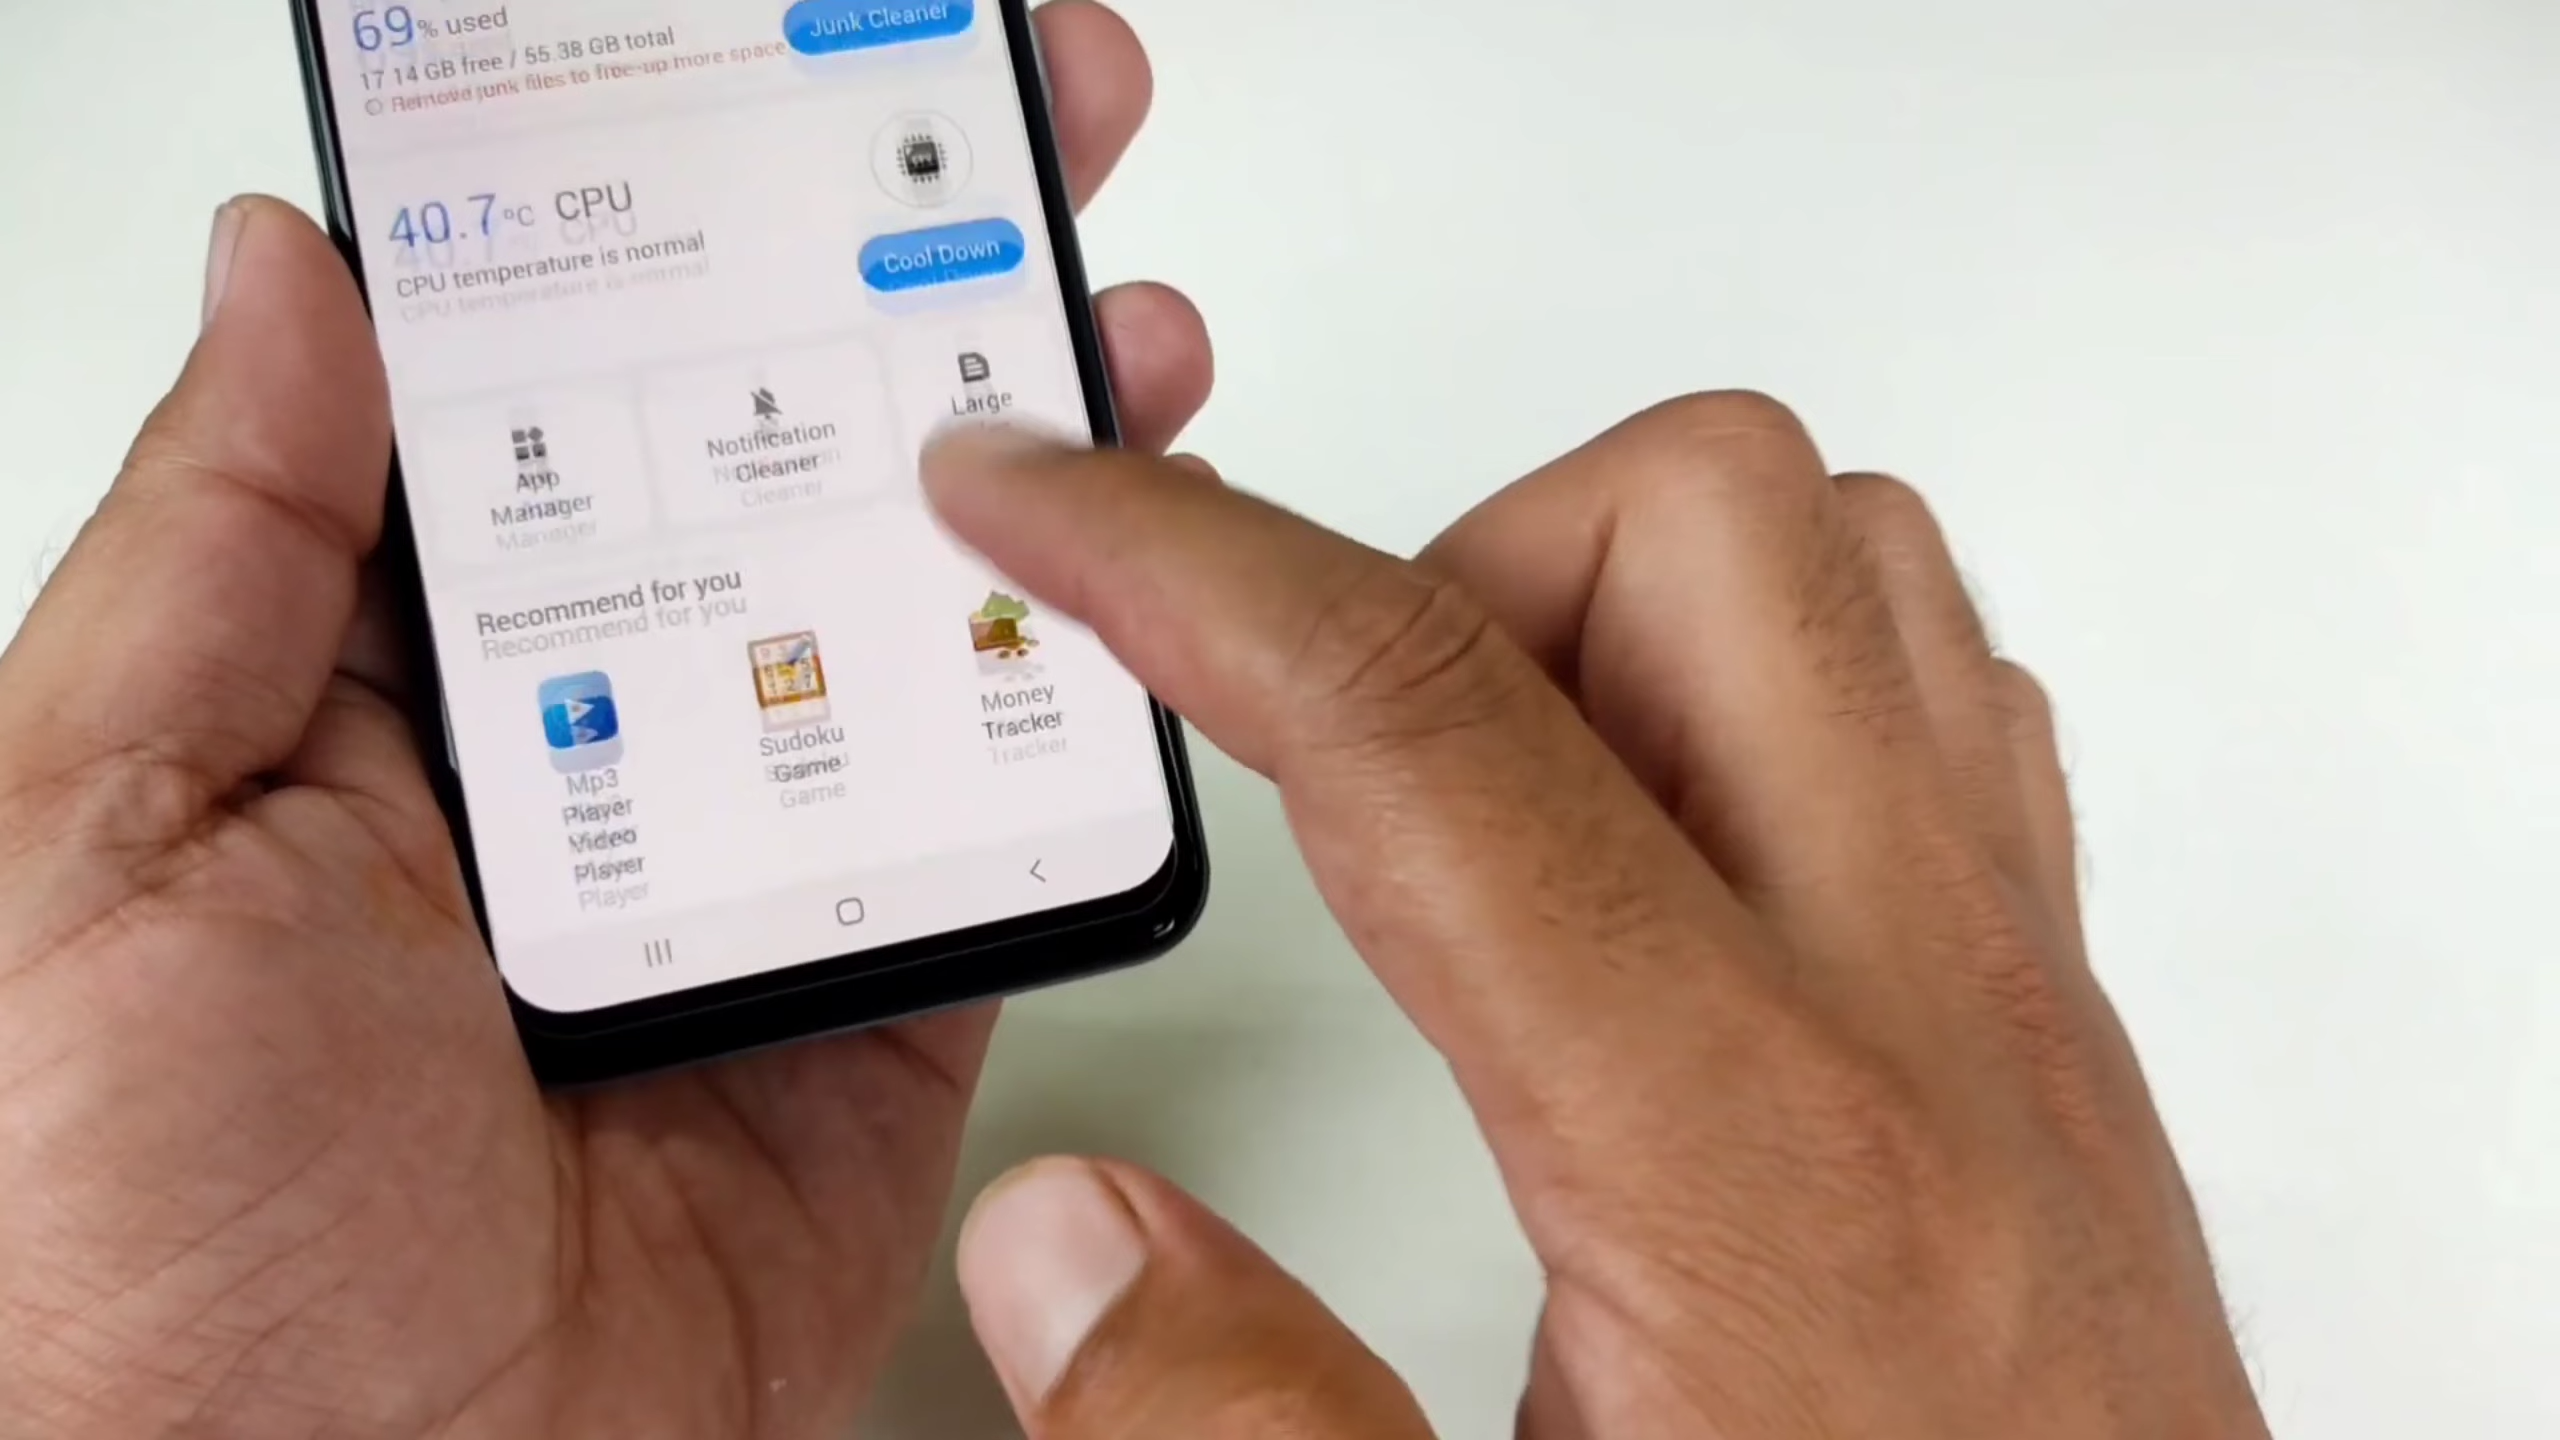 69% used
Junk Cleaner
17.14 GB free / 55.38 GB total
Remove junk files to free-up more space
40.7°C CPU
CPU temperature is normal
Cool Down
App
Manager
Notification
Cleaner
Large
Recommend for you
Mp3
Player
Video
Player
Sudoku
Game
Money
Tracker